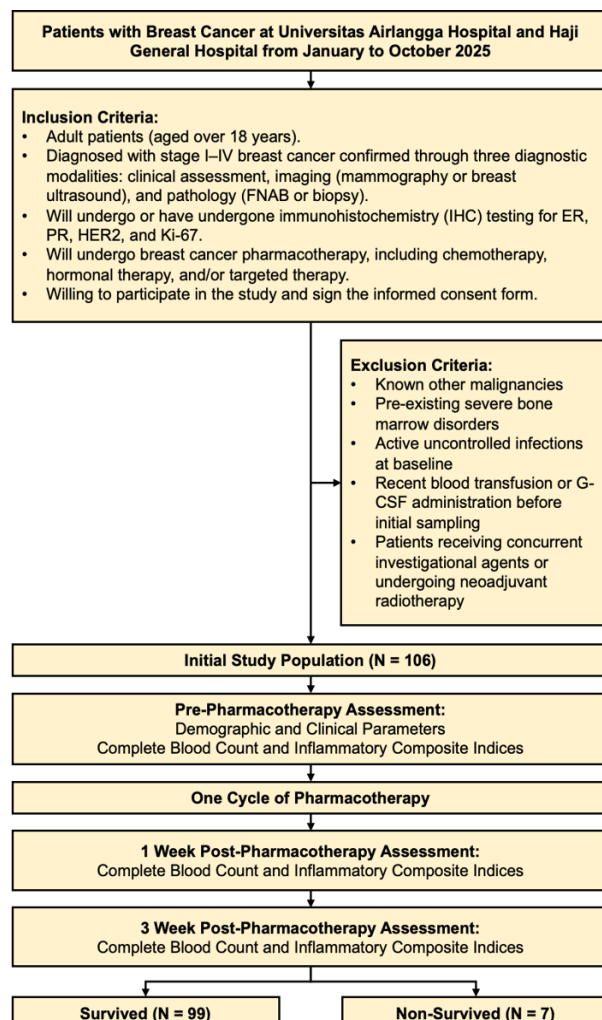 Patients with Breast Cancer at Universitas Airlangga Hospital and Haji
General Hospital from January to October 2025
Inclusion Criteria:
• Adult patients (aged over 18 years).
• Diagnosed with stage I–IV breast cancer confirmed through three diagnostic
modalities: clinical assessment, imaging (mammography or breast
ultrasound), and pathology (FNAB or biopsy).
• Will undergo or have undergone immunohistochemistry (IHC) testing for ER,
PR, HER2, and Ki-67.
• Will undergo breast cancer pharmacotherapy, including chemotherapy,
hormonal therapy, and/or targeted therapy.
• Willing to participate in the study and sign the informed consent form.
Exclusion Criteria:
• Known other malignancies
• Pre-existing severe bone
marrow disorders
• Active uncontrolled infections
at baseline
• Recent blood transfusion or G-
CSF administration before
initial sampling
• Patients receiving concurrent
investigational agents or
undergoing neoadjuvant
radiotherapy
Initial Study Population (N = 106)
Pre-Pharmacotherapy Assessment:
Demographic and Clinical Parameters
Complete Blood Count and Inflammatory Composite Indices
One Cycle of Pharmacotherapy
1 Week Post-Pharmacotherapy Assessment:
Complete Blood Count and Inflammatory Composite Indices
3 Week Post-Pharmacotherapy Assessment:
Complete Blood Count and Inflammatory Composite Indices
Survived (N = 99)
Non-Survived (N = 7)